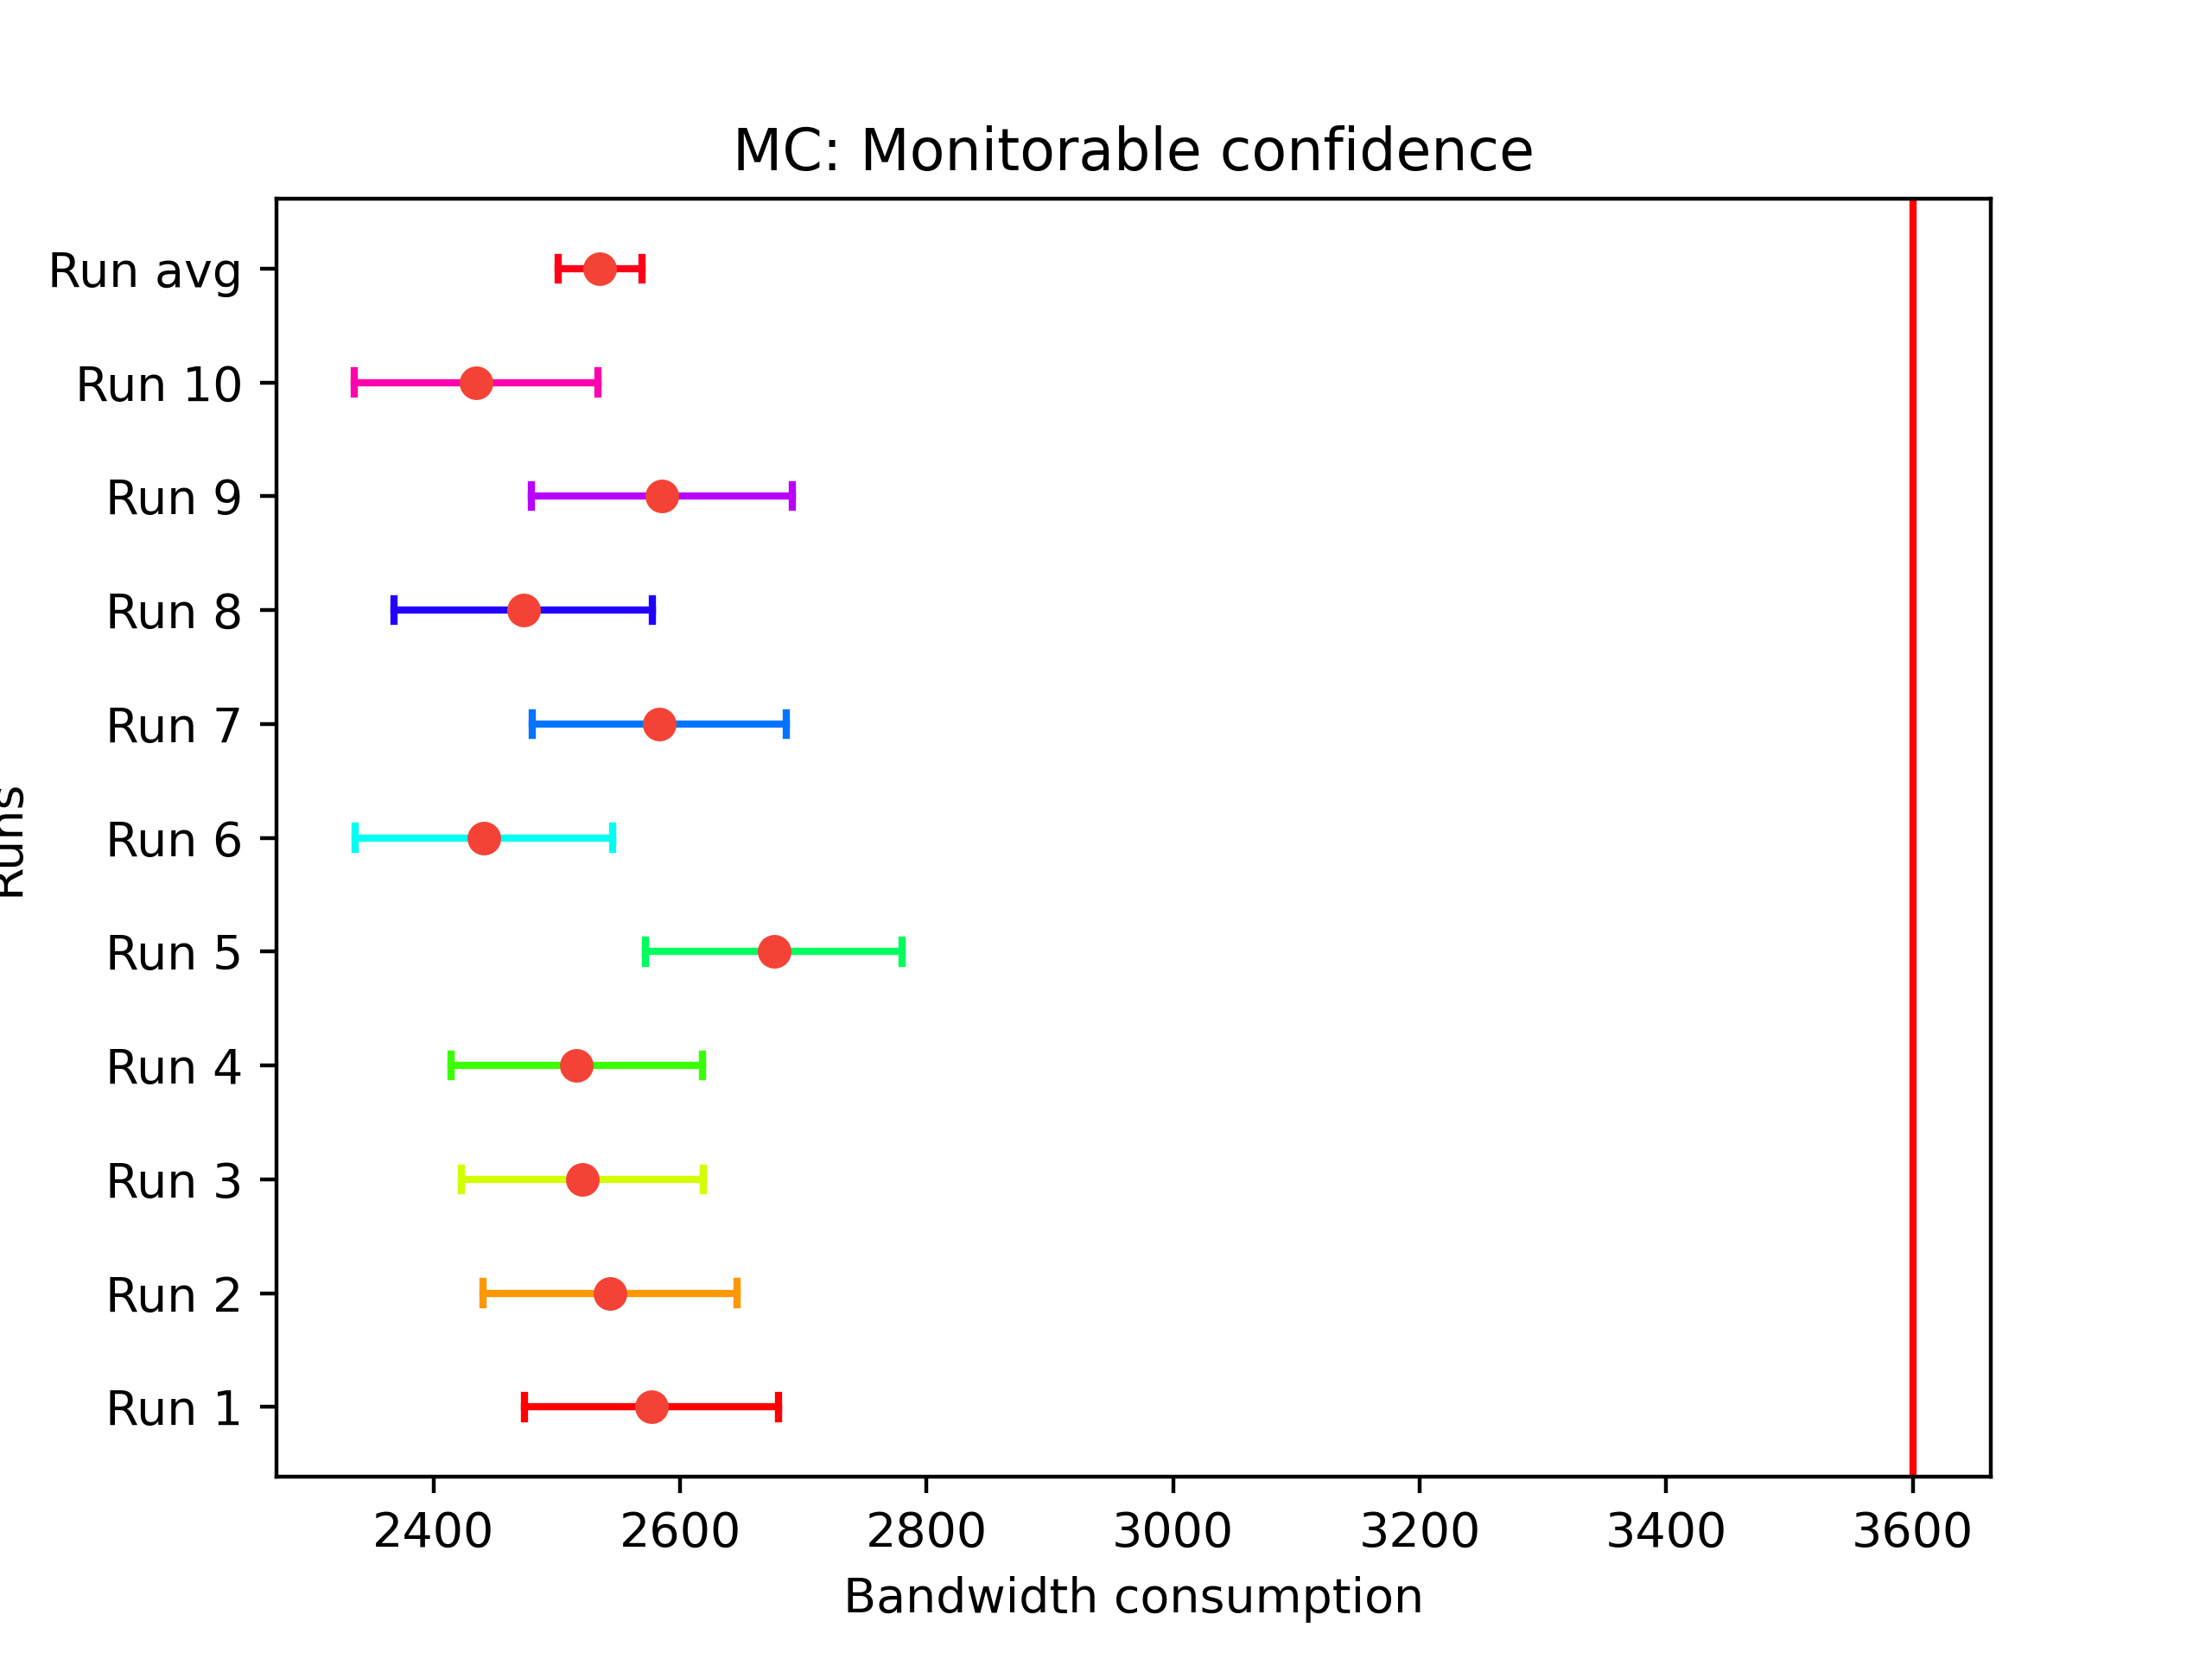 MC: Monitorable confidence
Run avg
Run 10
Run 9
Run 8
Run 7
Run 6
Run 5
Run 4
Run 3
Run 2
Run 1
Runs
2400 2600 2800 3000 3200 3400 3600
Bandwidth consumption